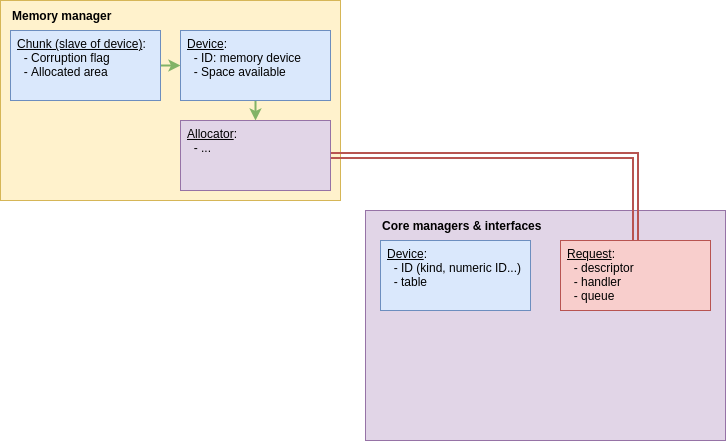 Memory manager
Chunk (slave of device):
- Corruption flag
- Allocated area
Device:
- ID: memory device
- Space available
Allocator:
- ...
Core managers & interfaces
Device:
- ID (kind, numeric ID...)
- table
Request:
- descriptor
- handler
- queue